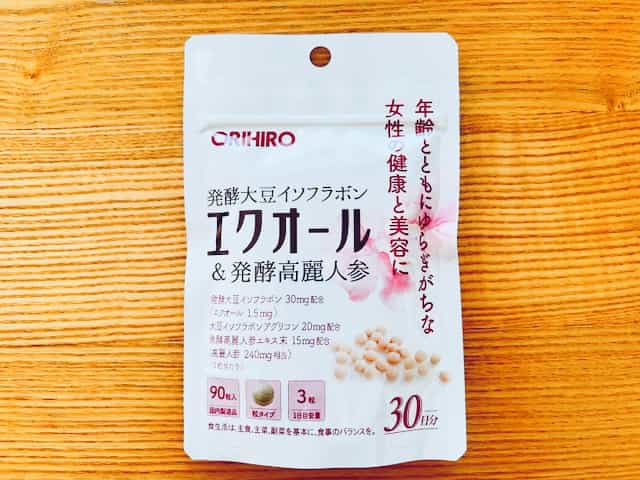 年齢とともにゆらぎがちな
女性の健康と美容に
ORIHIRO
発酵大豆イソフラボン
エクオール
&発酵高麗人参
発酵大豆イソフラボン 30mg配合
(エクオール 1.5mg)
大豆イソフラボンアグリコン 20mg配合
発酵高麗人参エキス末 15mg配合
(高麗人参 240mg相当)
90粒入
国内製造品
粒タイプ
3粒
1日目安量
30日分
食生活は、主食、主菜、副菜を基本に、食事のバランスを。